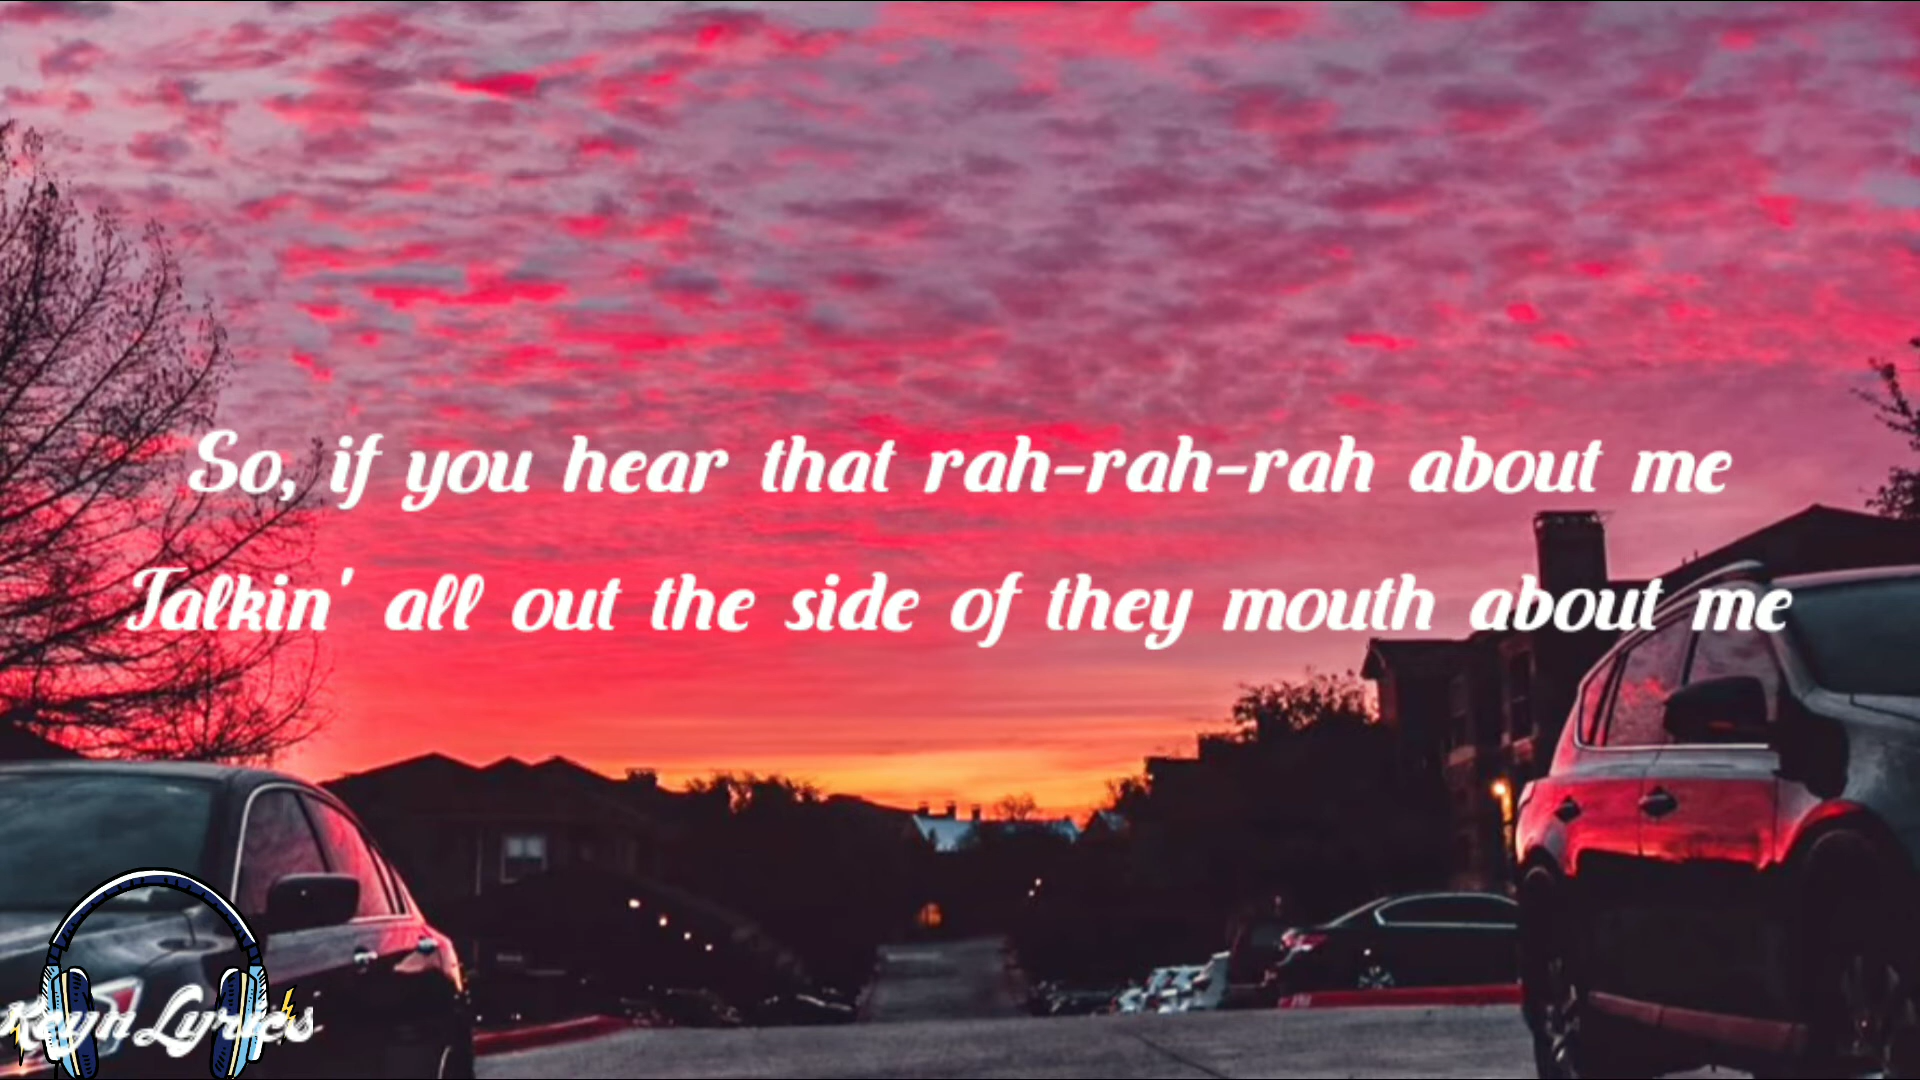 So, if you hear that rah-rah-rah about me
Talkin' all out the side of they mouth about me
KeynLyrics